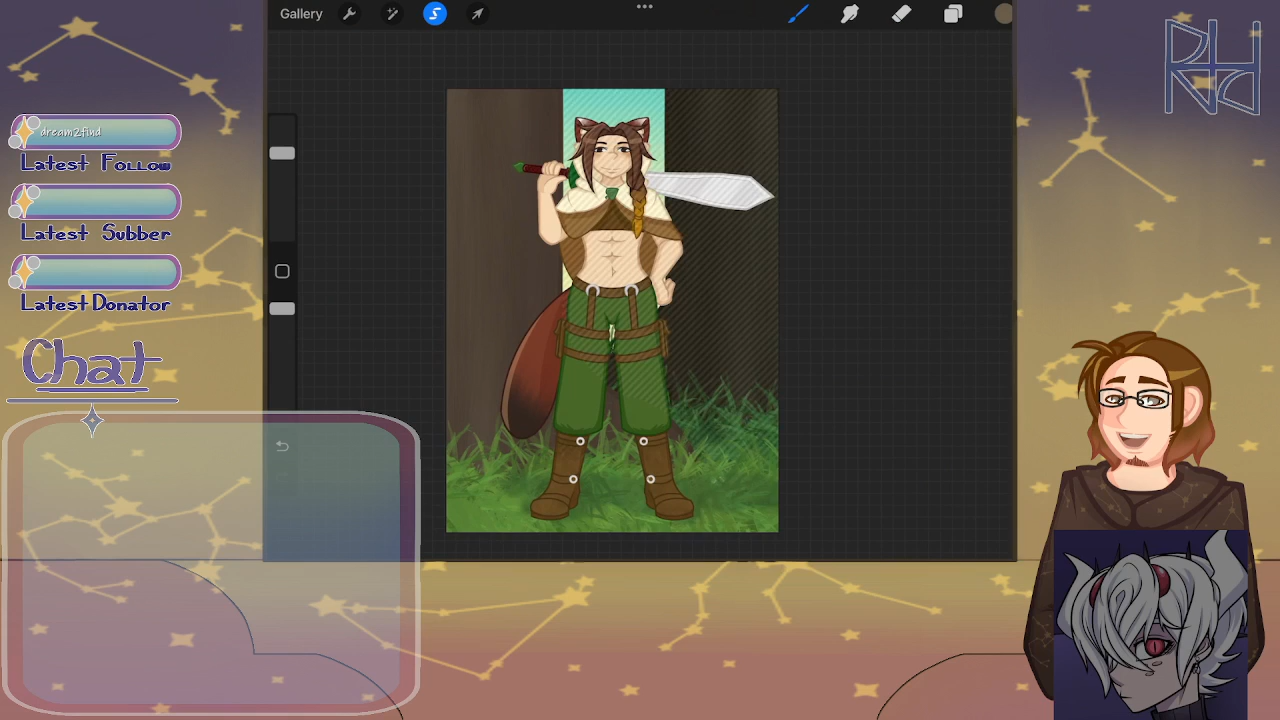 Gallery
dream2find
Latest Follow
Latest Subber
Latest Donator
Chat